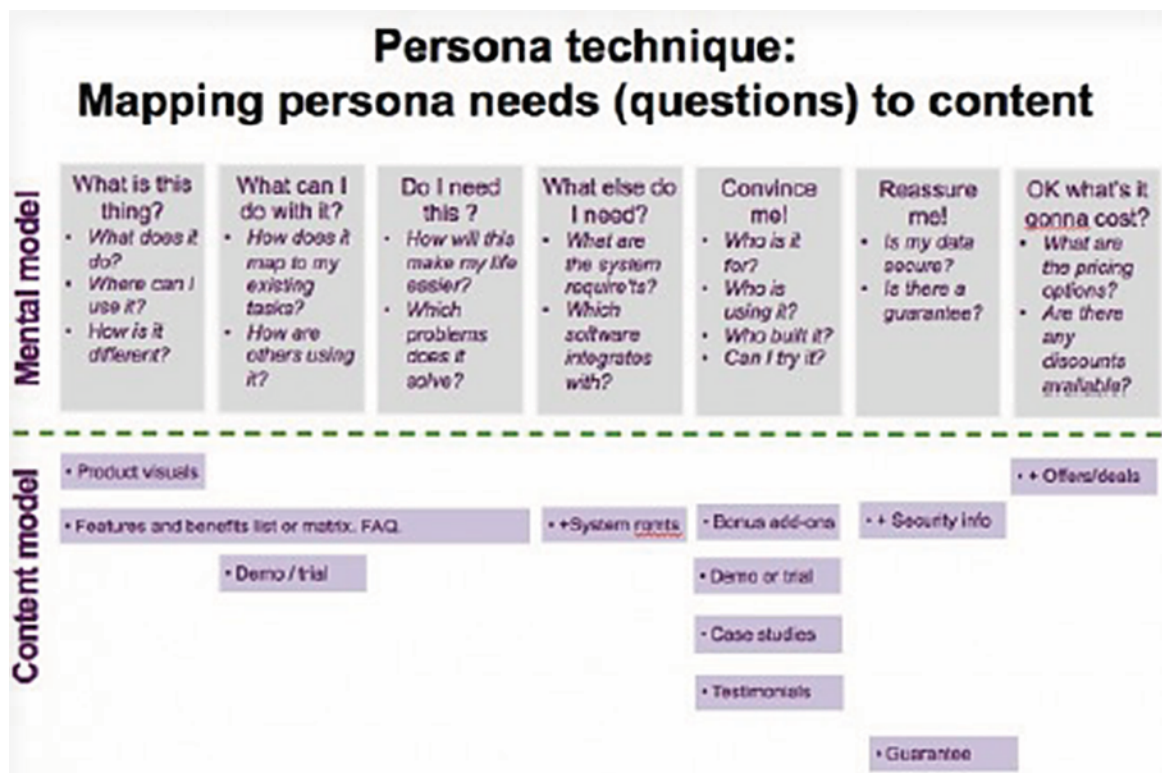 Persona technique:
Mapping persona needs (questions) to content
Mental model
What is this
thing?
• What does it
do?
• Where can I
use it?
• How is it
different?
What can I
do with it?
• How does it
map to my
existing
tasks?
• How are
others using
it?
Do I need
this ?
• How will this
make my life
easier?
• Which
problems
does it
solve?
What else do
I need?
• What are
the system
require'ts?
• Which
software
integrates
with?
Convince
me!
• Who is it
for?
• Who is
using it?
• Who built it?
• Can I try it?
Reassure
me!
• Is my data
secure?
• Is there a
guarantee?
OK what's it
gonna cost?
• What are
the pricing
options?
• Are there
any
discounts
available?
Content model
• Product visuals
• Features and benefits list or matrix. FAQ.
• Demo / trial
• +System rqmts
• Bonus add-ons
• Demo or trial
• Case studies
• Testimonials
• + Security info
• Guarantee
• + Offers/deals